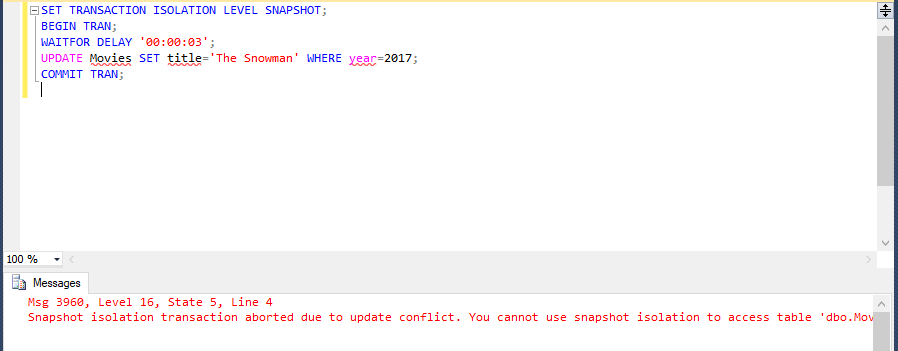 SET TRANSACTION ISOLATION LEVEL SNAPSHOT;
BEGIN TRAN;
WAITFOR DELAY '00:00:03';
UPDATE Movies SET title='The Snowman' WHERE year=2017;
COMMIT TRAN;
100 %
Messages
Msg 3960, Level 16, State 5, Line 4
Snapshot isolation transaction aborted due to update conflict. You cannot use snapshot isolation to access table 'dbo.Mov